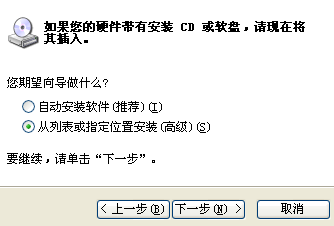 如果您的硬件带有安装 CD 或软盘，请现在将
其插入。
您期望向导做什么?
自动安装软件(推荐)(I)
从列表或指定位置安装(高级)(S)
要继续，请单击“下一步”。
< 上一步(B) 下一步(N) > 取消